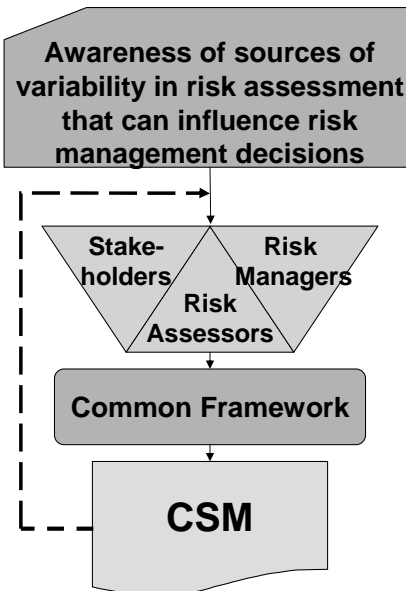 Awareness of sources of
variability in risk assessment
that can influence risk
management decisions
Stake-
holders
Risk
Managers
Risk
Assessors
Common Framework
CSM